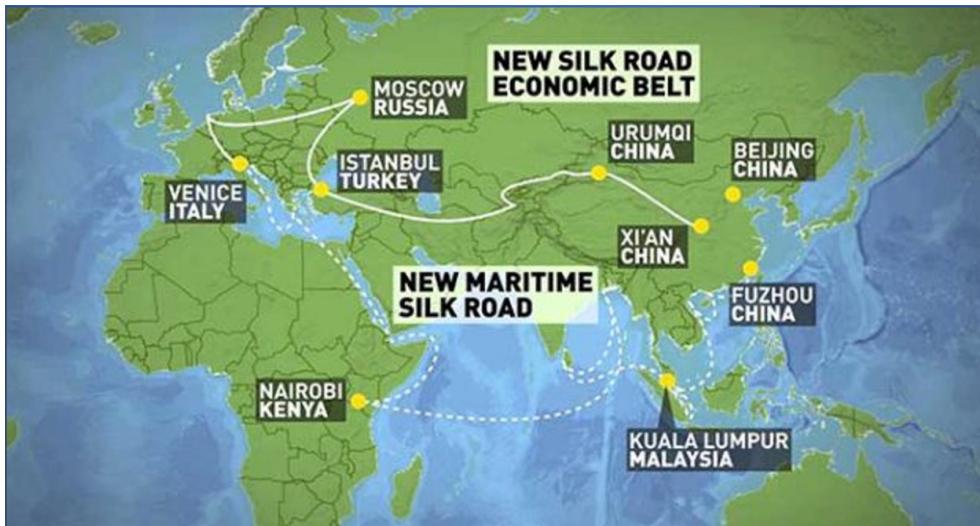 NEW SILK ROAD
ECONOMIC BELT
MOSCOW
RUSSIA
URUMQI
CHINA
BEIJING
CHINA
ISTANBUL
TURKEY
VENICE
ITALY
XI'AN
CHINA
NEW MARITIME
SILK ROAD
FUZHOU
CHINA
NAIROBI
KENYA
KUALA LUMPUR
MALAYSIA